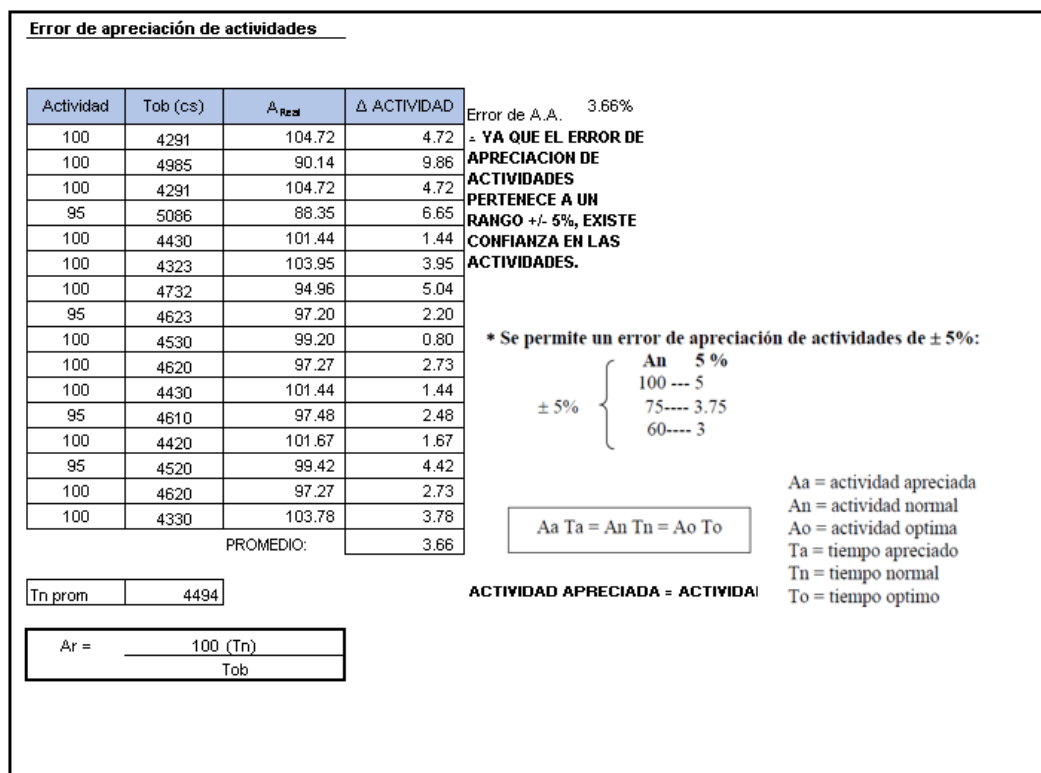 Error de apreciación de actividades
Actividad Tob (cs) A Real Δ ACTIVIDAD
100 4291 104.72 4.72
100 4985 90.14 9.86
100 4291 104.72 4.72
95 5086 88.35 6.65
100 4430 101.44 1.44
100 4323 103.95 3.95
100 4732 94.96 5.04
95 4623 97.20 2.20
100 4530 99.20 0.80
100 4620 97.27 2.73
100 4430 101.44 1.44
95 4610 97.48 2.48
100 4420 101.67 1.67
95 4520 99.42 4.42
100 4620 97.27 2.73
100 4330 103.78 3.78
PROMEDIO: 3.66
Error de A.A. 3.66%
∴ YA QUE EL ERROR DE
APRECIACION DE
ACTIVIDADES
PERTENECE A UN
RANGO +/- 5%, EXISTE
CONFIANZA EN LAS
ACTIVIDADES.
* Se permite un error de apreciación de actividades de ± 5%:
An 5 %
100 --- 5
± 5% 75---- 3.75
60---- 3
Aa Ta = An Tn = Ao To
Aa = actividad apreciada
An = actividad normal
Ao = actividad optima
Ta = tiempo apreciado
Tn = tiempo normal
To = tiempo optimo
Tn prom 4494
ACTIVIDAD APRECIADA = ACTIVIDA
Ar = 100 (Tn)
Tob